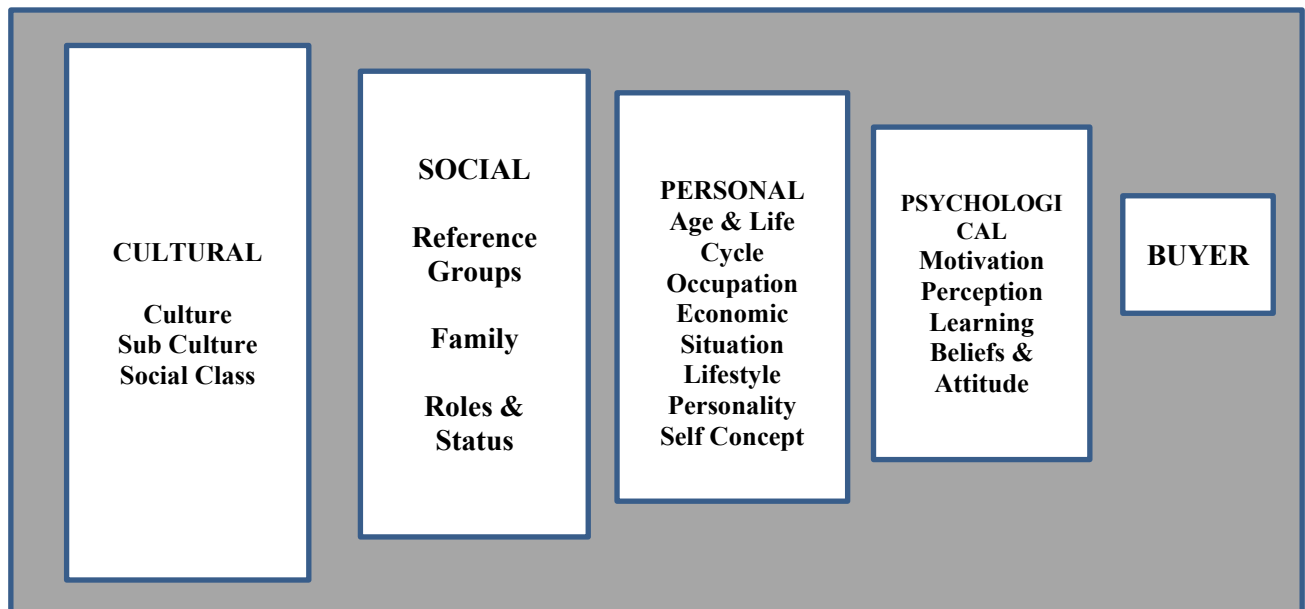 CULTURAL
Culture
Sub Culture
Social Class
SOCIAL
Reference
Groups
Family
Roles &
Status
PERSONAL
Age & Life
Cycle
Occupation
Economic
Situation
Lifestyle
Personality
Self Concept
PSYCHOLOGI
CAL
Motivation
Perception
Learning
Beliefs &
Attitude
BUYER